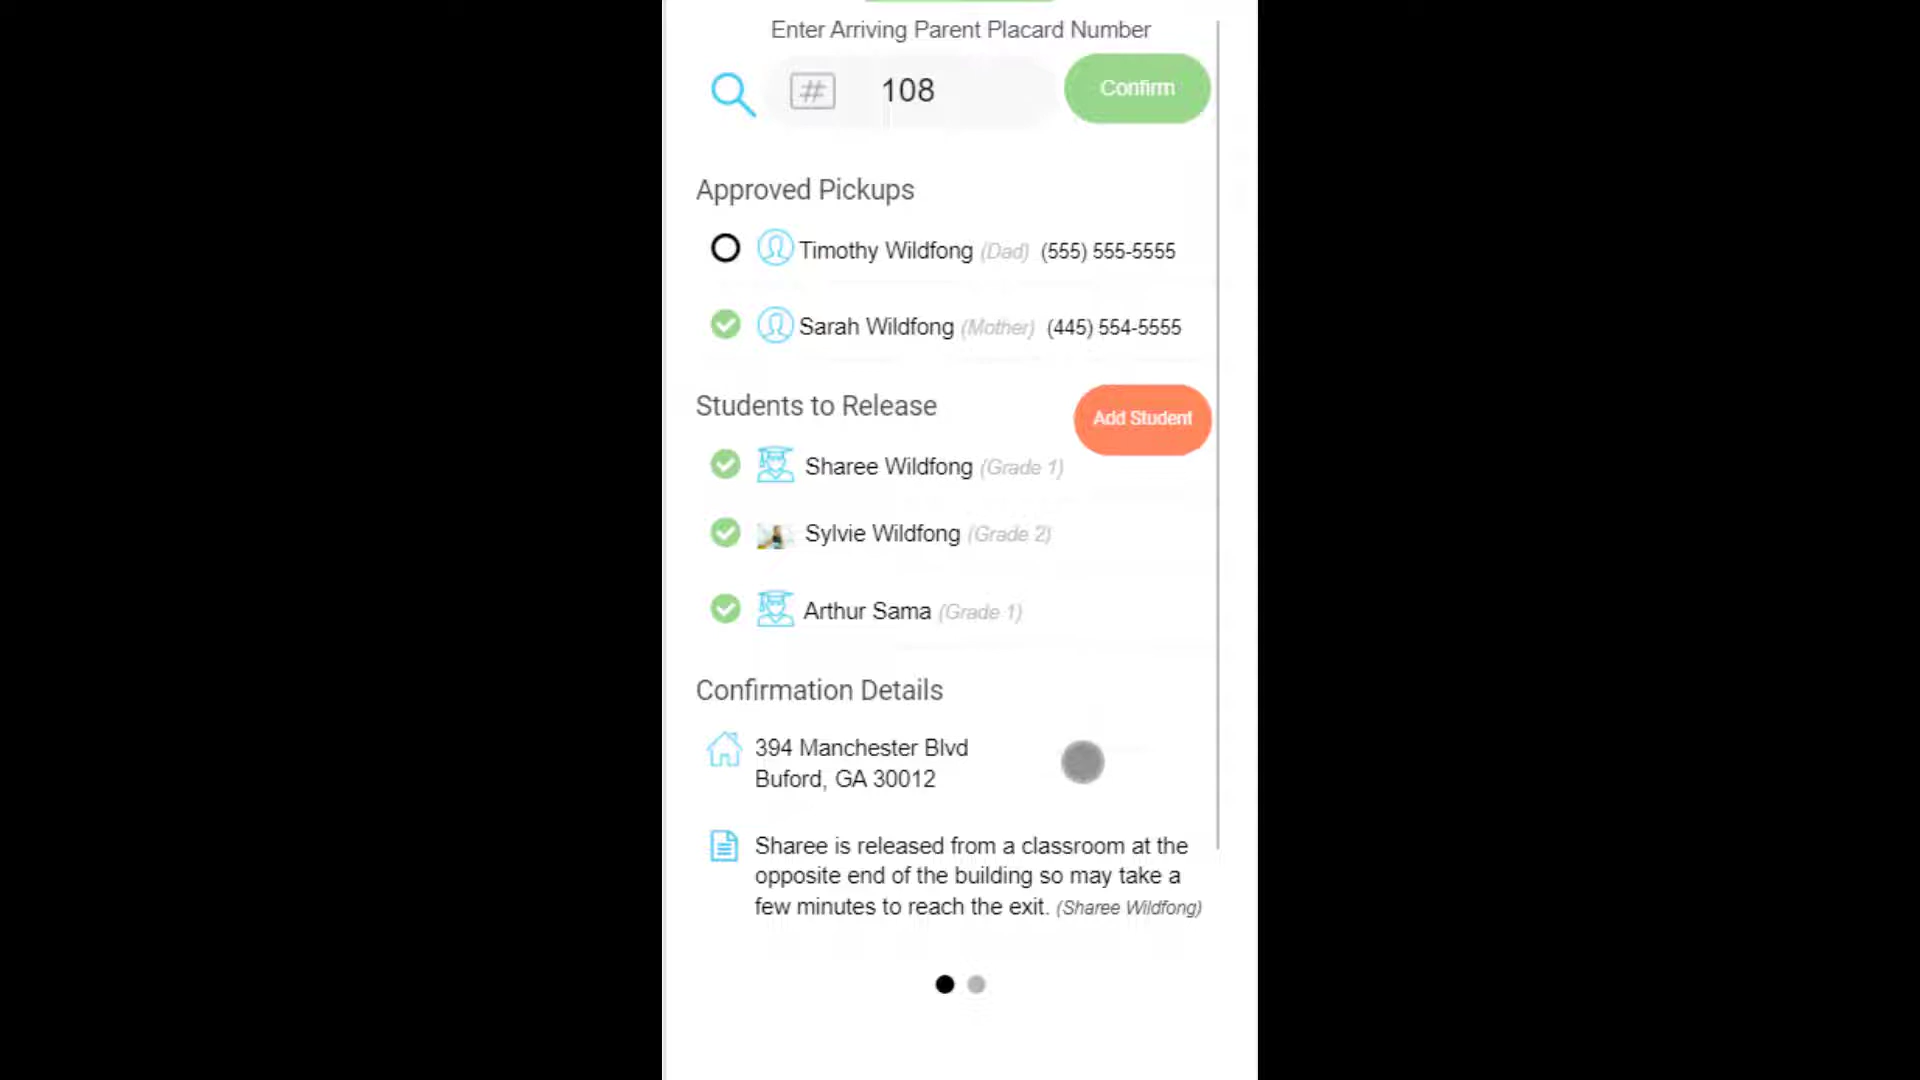 Enter Arriving Parent Placard Number
# 108 Confirm
Approved Pickups
Timothy Wildfong (Dad) (555) 555-5555
Sarah Wildfong (Mother) (445) 554-5555
Students to Release
Add Student
Sharee Wildfong (Grade 1)
Sylvie Wildfong (Grade 2)
Arthur Sama (Grade 1)
Confirmation Details
394 Manchester Blvd
Buford, GA 30012
Sharee is released from a classroom at the
opposite end of the building so may take a
few minutes to reach the exit. (Sharee Wildfong)